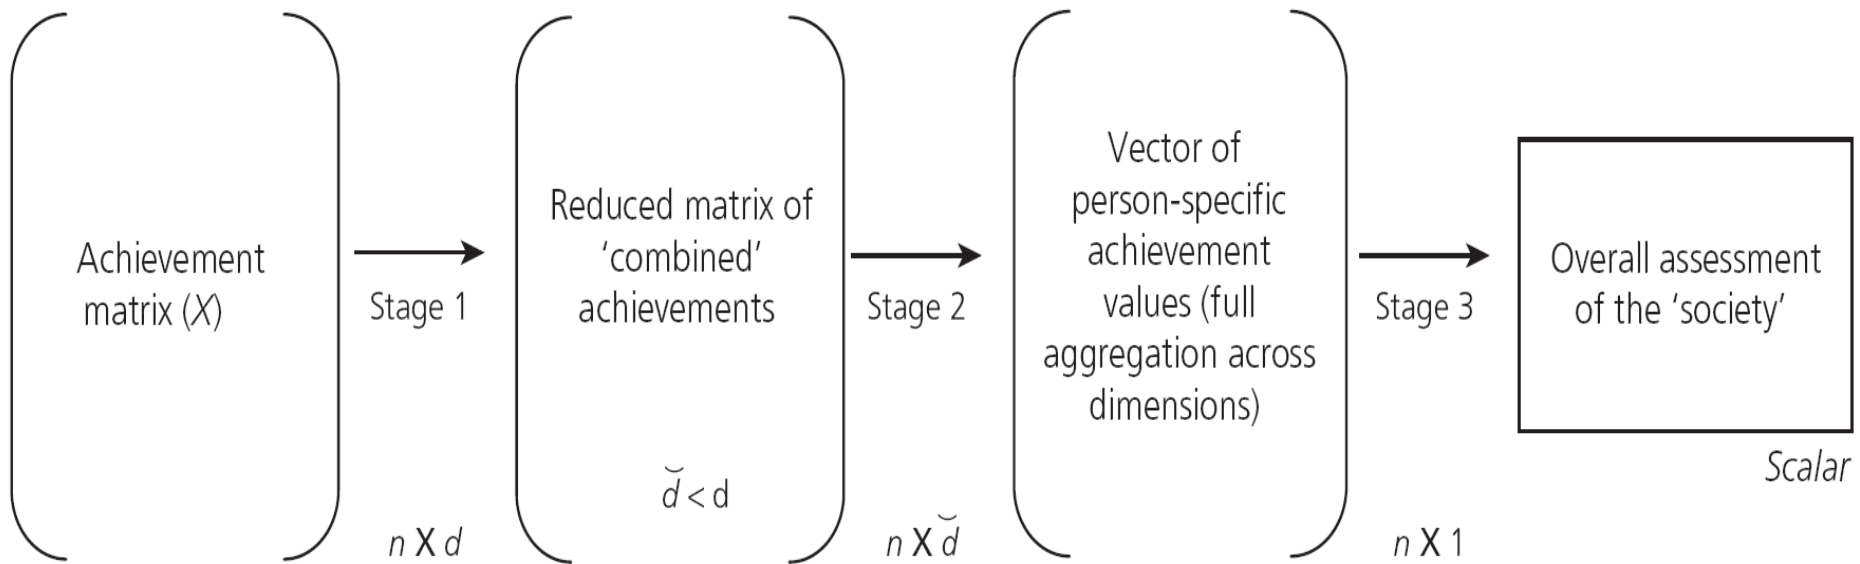 Achievement
matrix (X)
n X d
Stage 1
Reduced matrix of
‘combined’
achievements
d̆ < d
n X d̆
Stage 2
Vector of
person-specific
achievement
values (full
aggregation across
dimensions)
n X 1
Stage 3
Overall assessment
of the ‘society’
Scalar